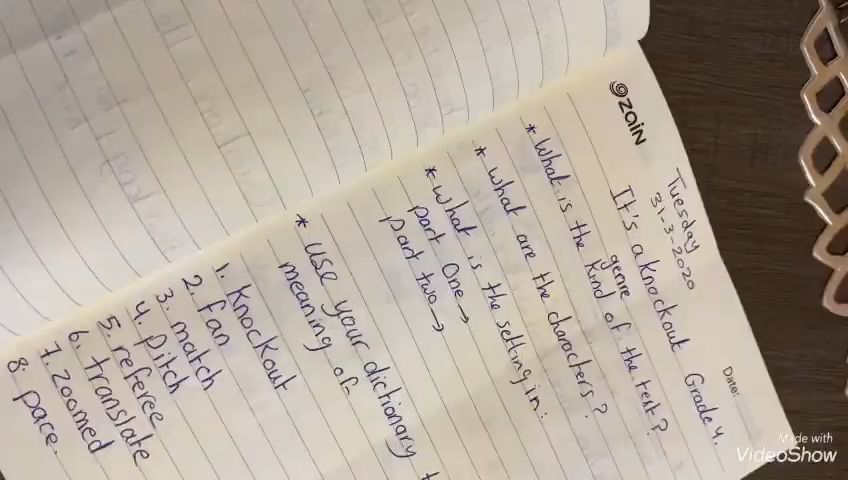 zain
Date:
Tuesday
31-3-2020
It's a knockout Grade 4.
genre
* What is the kind of the text?
* What are the characters?
* What is the setting in:
part One →
part two →
* Use your dictionary
meaning of
1. Knockout
2. fan
3. match
4. pitch
5. referee
6. translate
7. zoomed
8. pace.
Made with
VideoShow